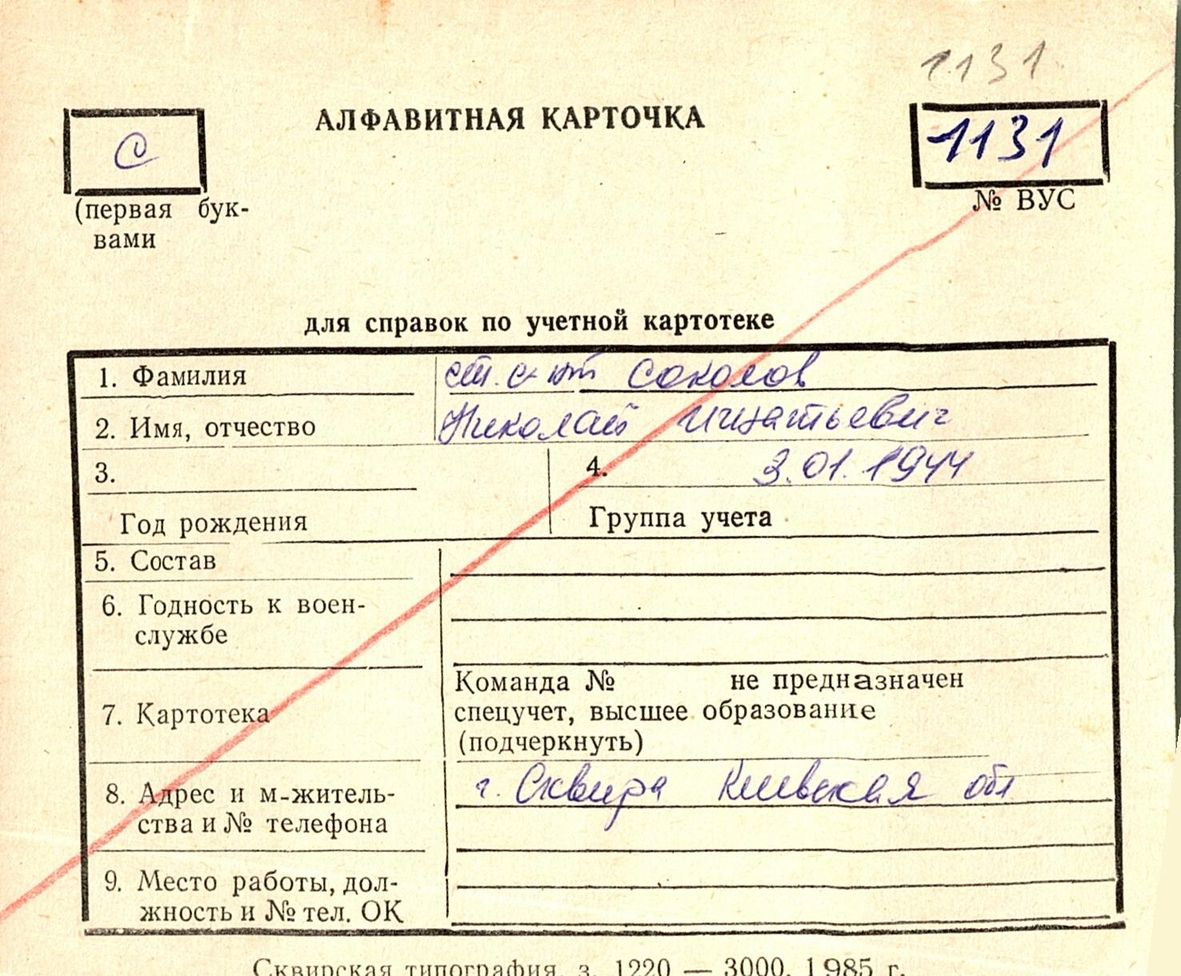 1131
АЛФАВИТНАЯ КАРТОЧКА
С
1131
(первая бук-
вами
№ ВУС
для справок по учетной картотеке
1. Фамилия ст. с-нт Соколов
2. Имя, отчество Николай Игнатьевич
3. 4. 3.01.1944
Год рождения Группа учета
5. Состав
6. Годность к воен-
службе
Команда № не предназначен
7. Картотека спецучет, высшее образование
(подчеркнуть)
8. Адрес и м-житель- г. Сквира Киевская обл
ства и № телефона
9. Место работы, дол-
жность и № тел. ОК
Сквирская типография, з. 1220 — 3000. 1985 г.